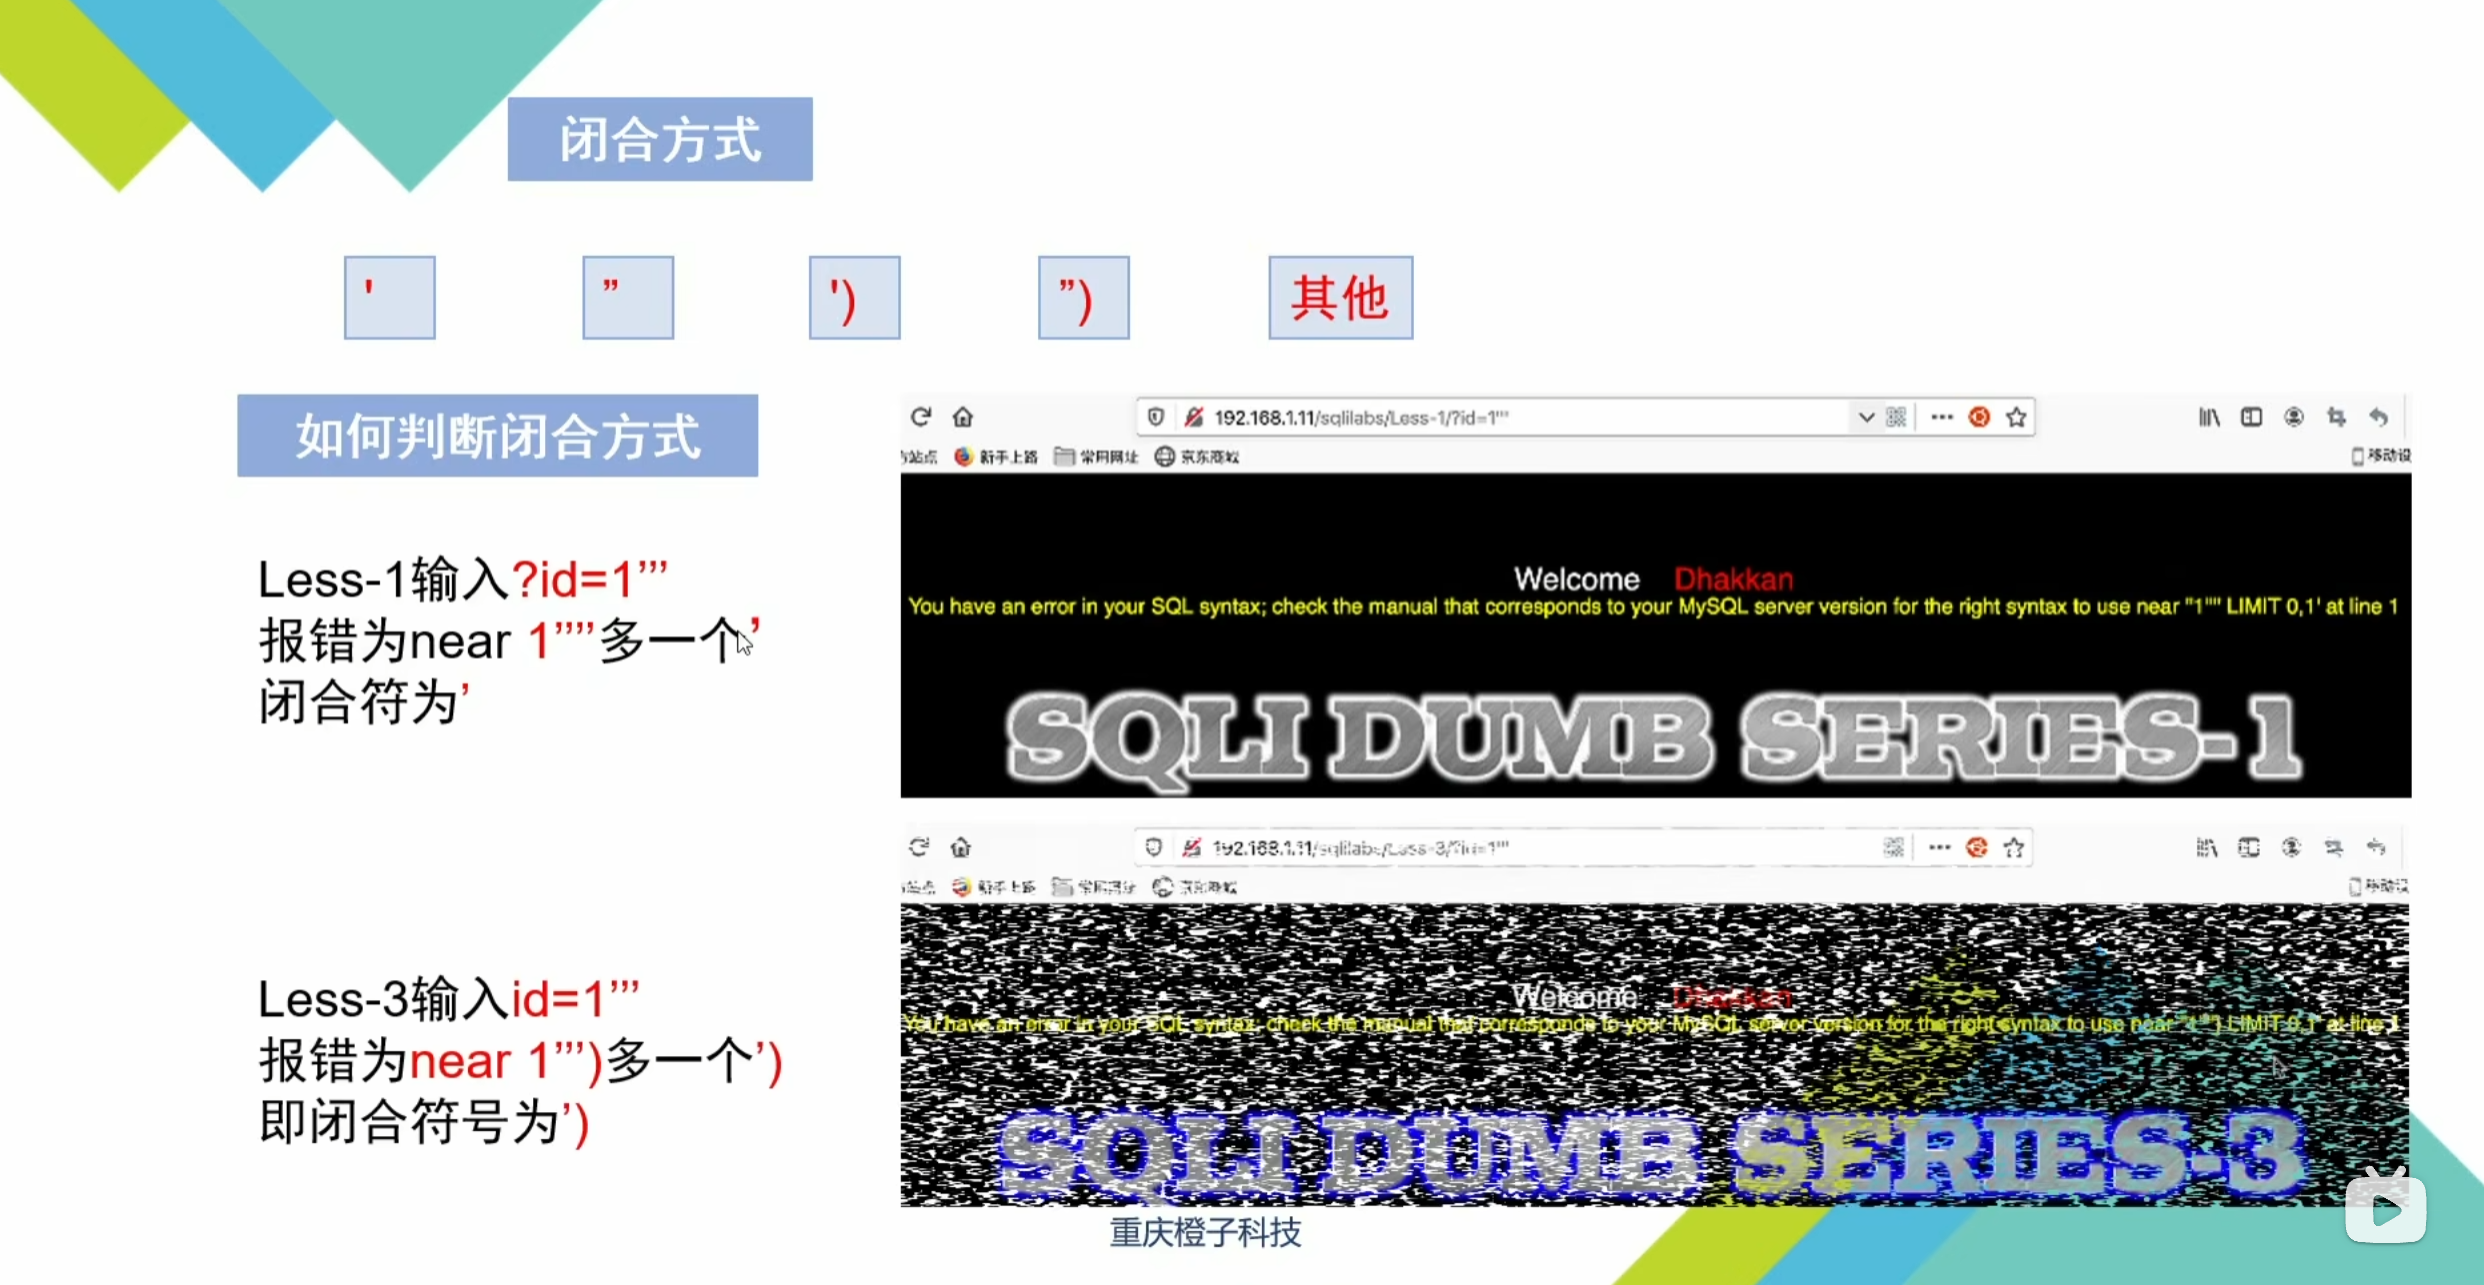 闭合方式
'
”
')
”)
其他
如何判断闭合方式
Less-1输入?id=1’’’
报错为near 1’’’’多一个’
闭合符为’
192.168.1.11/sqlilabs/Less-1/?id=1'''
新手上路 常用网址 京东商城
Welcome Dhakkan
You have an error in your SQL syntax; check the manual that corresponds to your MySQL server version for the right syntax to use near ''1'''' LIMIT 0,1' at line 1
SQLI DUMB SERIES-1
Less-3输入id=1’’’
报错为near 1’’’)多一个’)
即闭合符号为’)
192.168.1.11/sqlilabs/Less-3/?id=1'''
新手上路 常用网址 京东商城
Welcome Dhakkan
You have an error in your SQL syntax; check the manual that corresponds to your MySQL server version for the right syntax to use near
LIMIT 0,1' at line 1
SQLI DUMB SERIES-3
重庆橙子科技